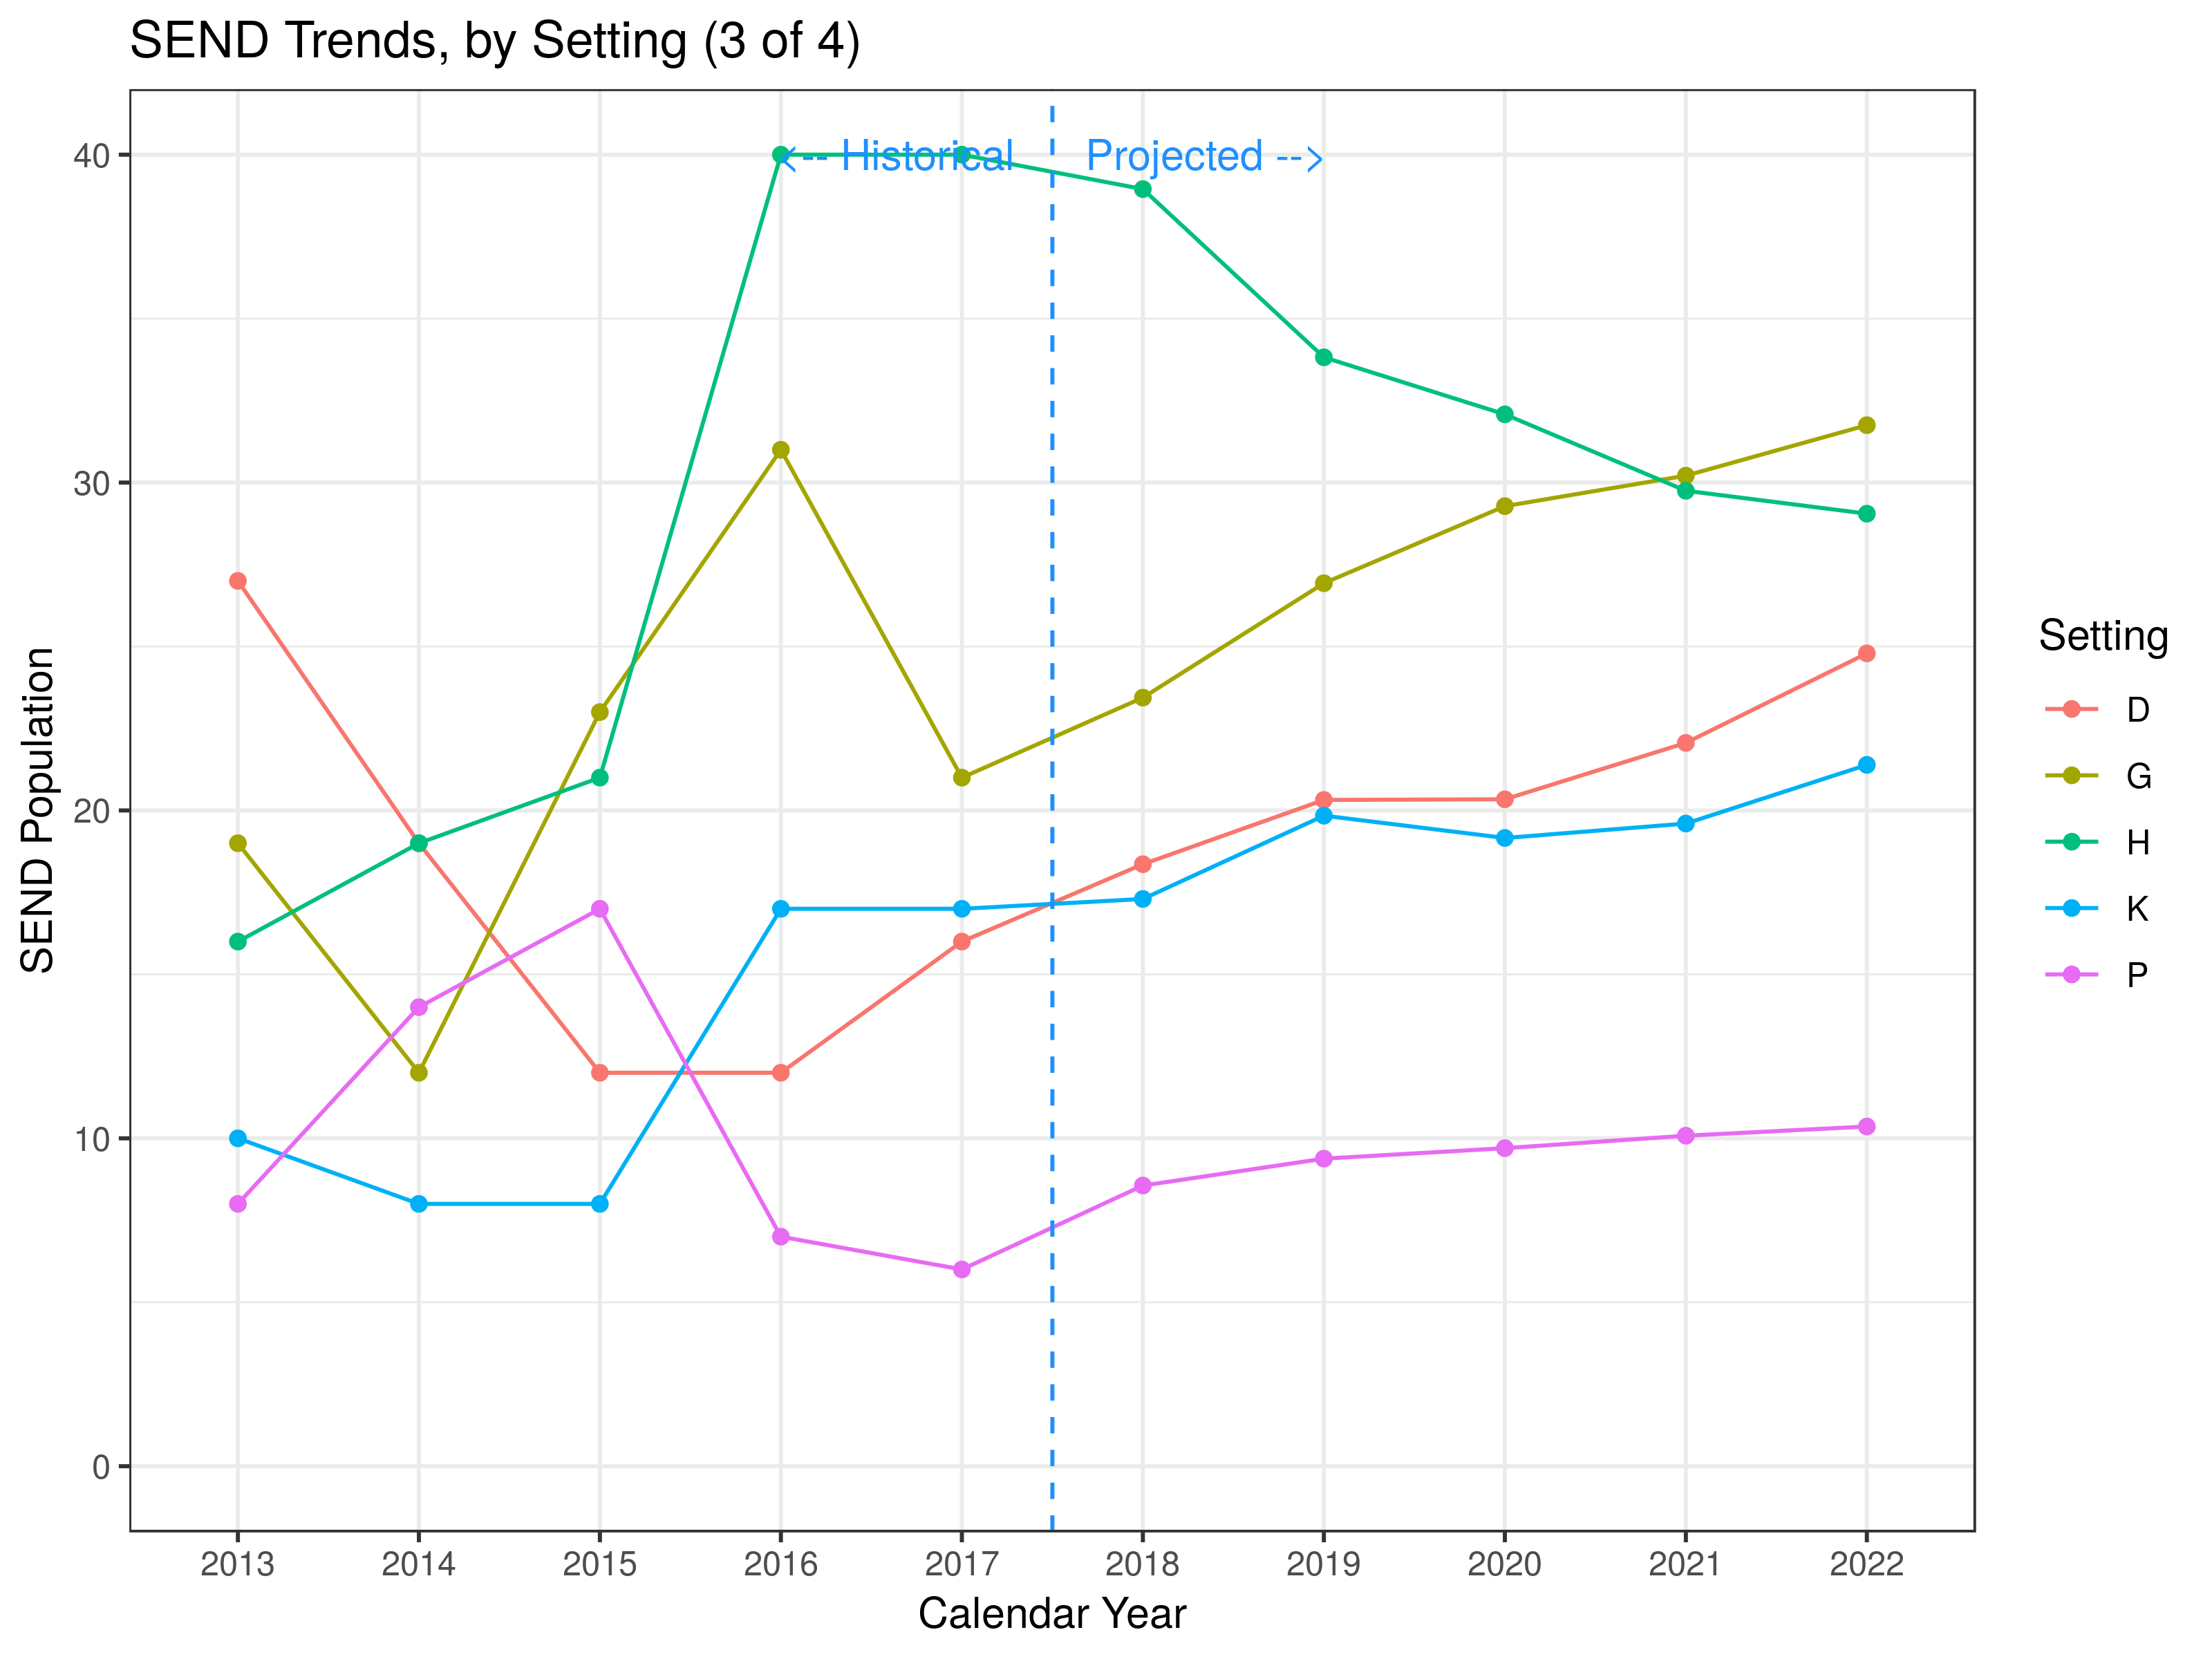 SEND Trends, by Setting (3 of 4)
<-- Historical
Projected -->
40
30
20
10
0
SEND Population
2013 2014 2015 2016 2017 2018 2019 2020 2021 2022
Calendar Year
Setting
D
G
H
K
P